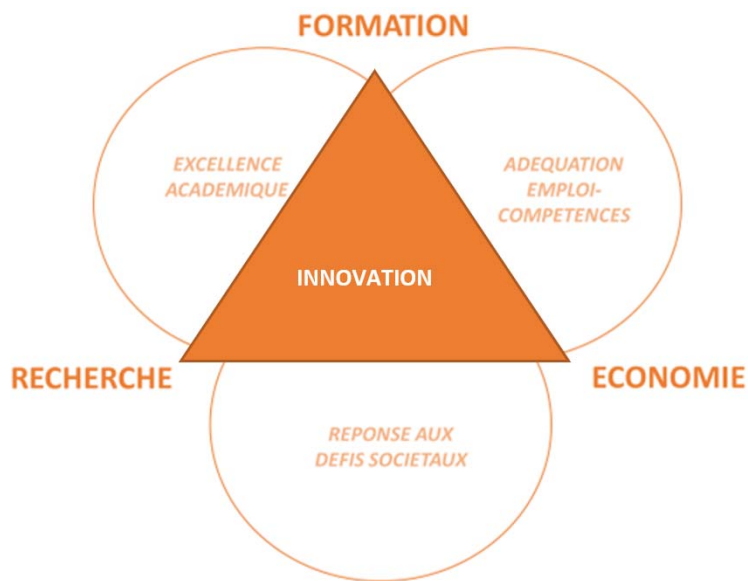 FORMATION
EXCELLENCE
ACADEMIQUE
ADEQUATION
EMPLOI-
COMPETENCES
INNOVATION
RECHERCHE
ECONOMIE
REPONSE AUX
DEFIS SOCIETAUX